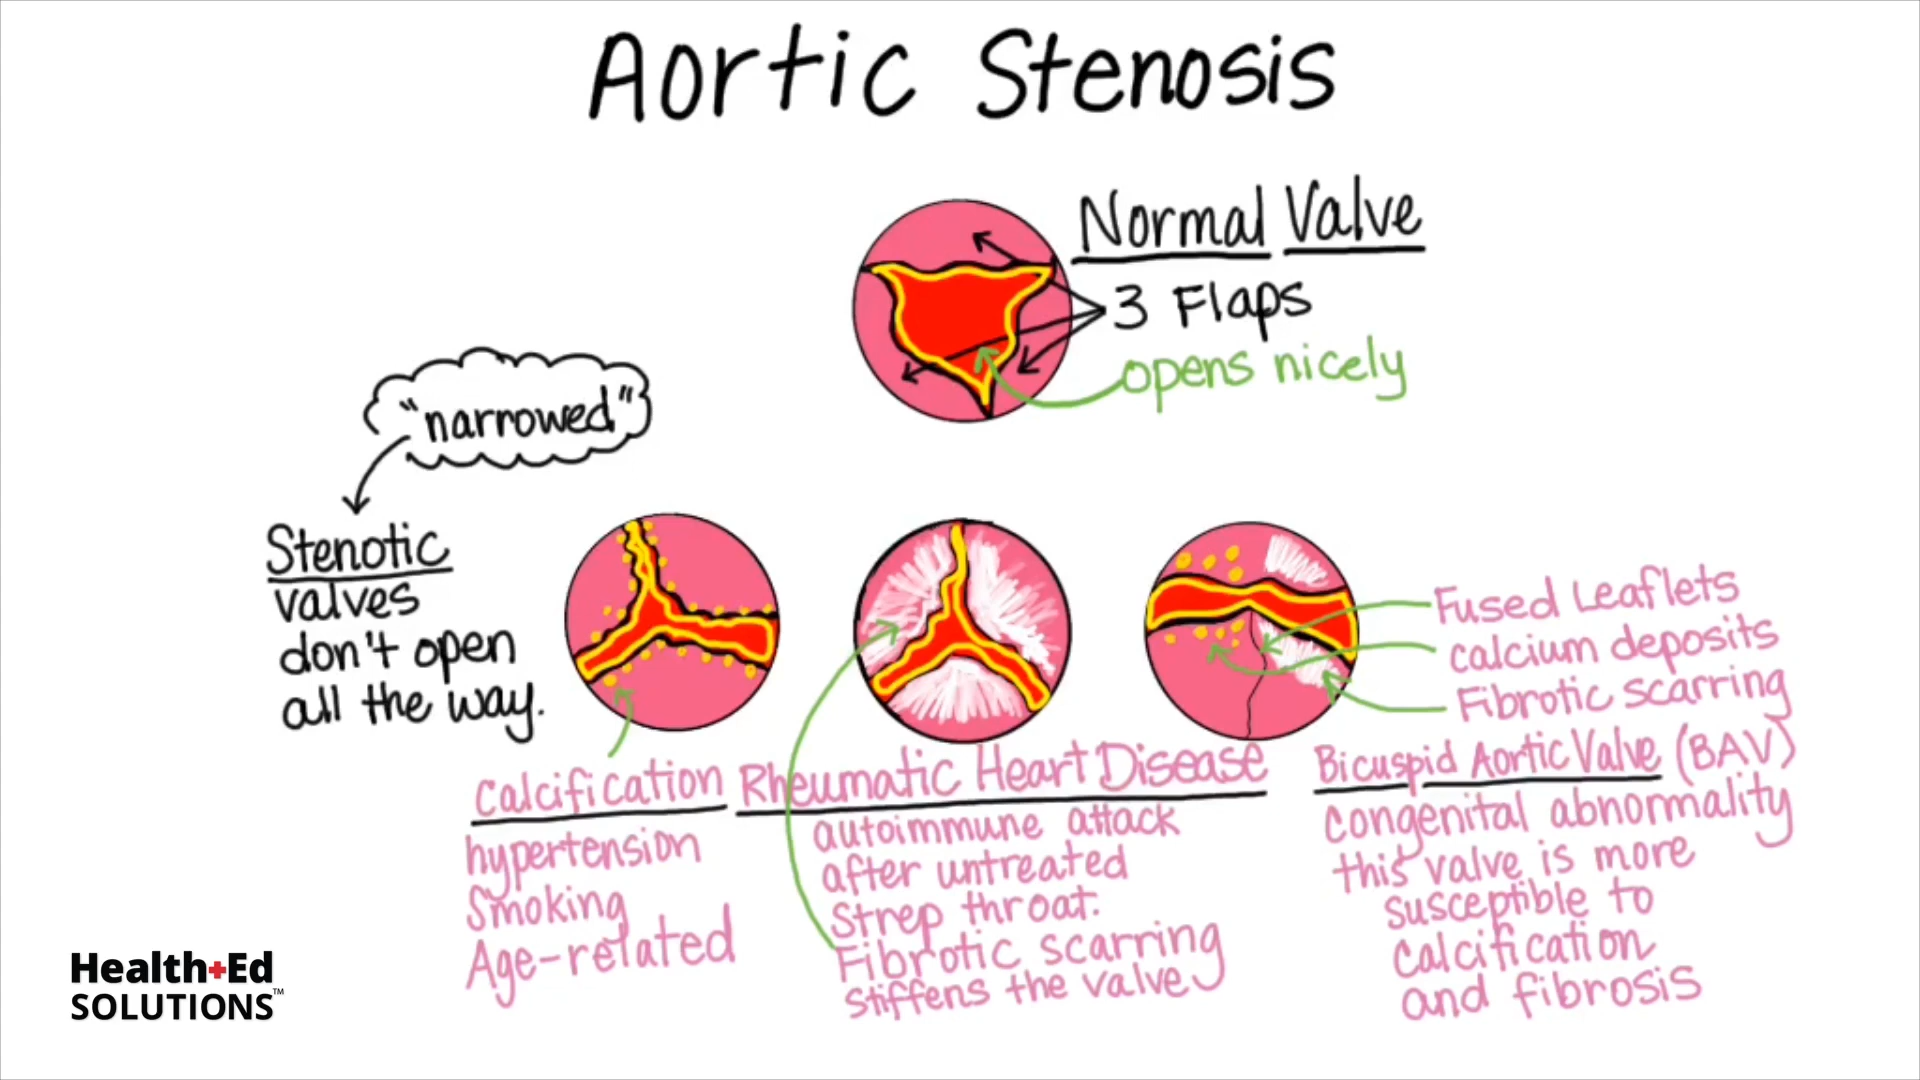 Aortic Stenosis
Normal Valve
3 Flaps
opens nicely
"narrowed"
Stenotic
valves
don't open
all the way.
Fused Leaflets
calcium deposits
Fibrotic scarring
Calcification
hypertension
Smoking
Age-related
Rheumatic Heart Disease
autoimmune attack
after untreated
Strep throat.
Fibrotic scarring
stiffens the valve
Bicuspid Aortic Valve (BAV)
Congenital abnormality
this valve is more
susceptible to
calcification
and fibrosis
Health+Ed
SOLUTIONS™